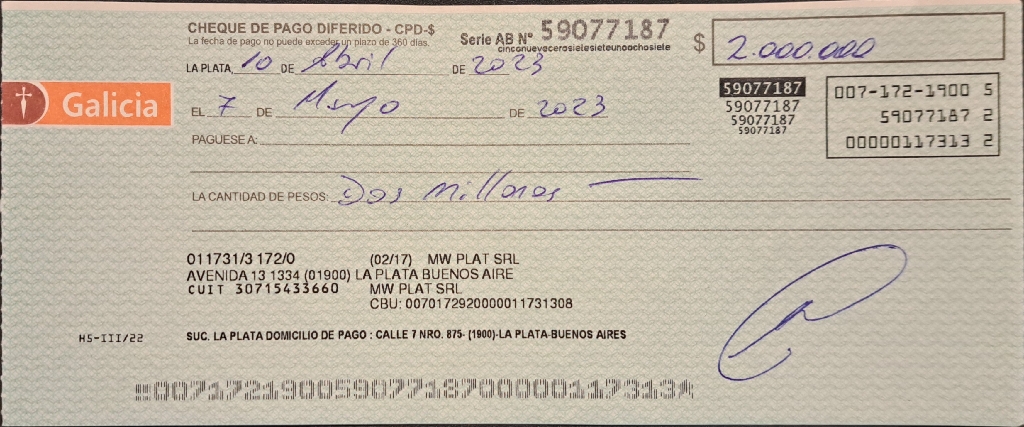 CHEQUE DE PAGO DIFERIDO - CPD-$
La fecha de pago no puede exceder un plazo de 360 días.
Serie AB Nº 59077187
cinconuevecerosietesieteunoochosiete
$ 2.000.000
LA PLATA, 10 DE Abril DE 2023
Galicia
EL 7 DE Mayo DE 2023
59077187
59077187
59077187
59077187
007-172-1900 5
59077187 2
00000117313 2
PAGUESE A:
LA CANTIDAD DE PESOS: Dos Millones
011731/3 172/0 (02/17) MW PLAT SRL
AVENIDA 13 1334 (01900) LA PLATA BUENOS AIRE
CUIT 30715433660 MW PLAT SRL
CBU: 0070172920000011731308
HS-III/22
SUC. LA PLATA DOMICILIO DE PAGO : CALLE 7 NRO. 875- (1900)-LA PLATA-BUENOS AIRES
00717219005907718700000117313